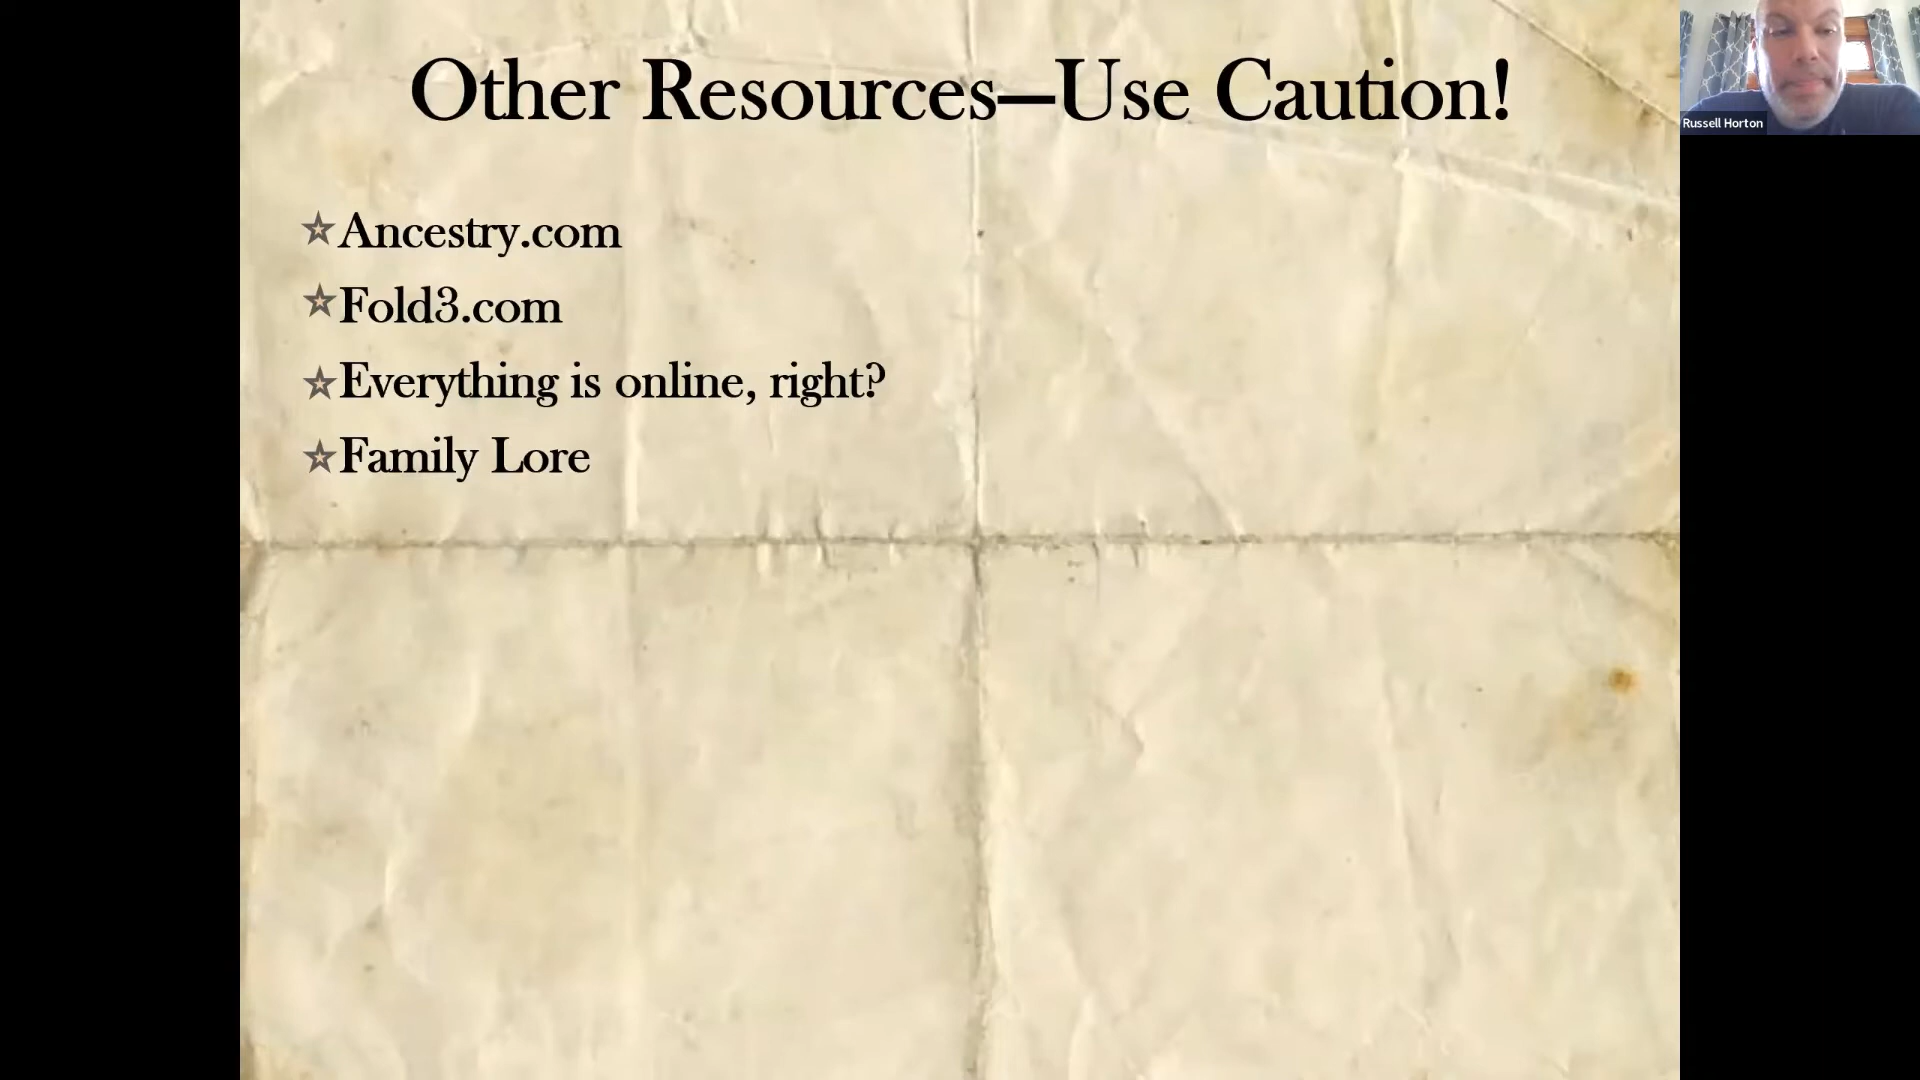 Other Resources—Use Caution!
Ancestry.com
Fold3.com
Everything is online, right?
Family Lore
Russell Horton